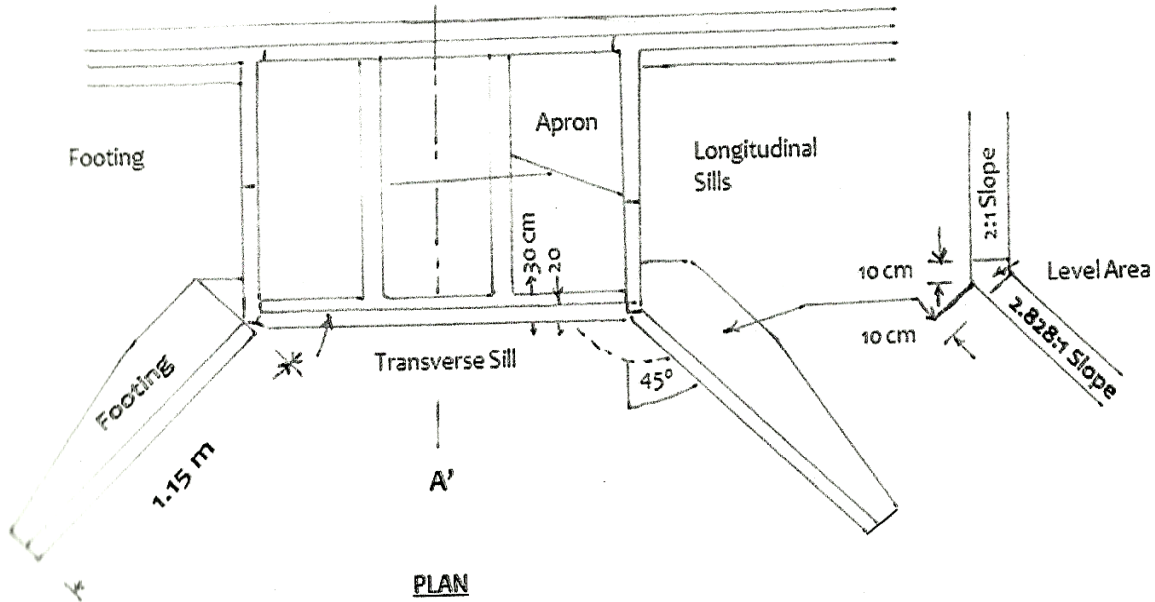 Footing
Apron
Longitudinal
Sills
2:1 Slope
30 cm
20
10 cm
Level Area
10 cm
2.828:1 Slope
Transverse Sill
45°
Footing
1.15 m
A’
PLAN